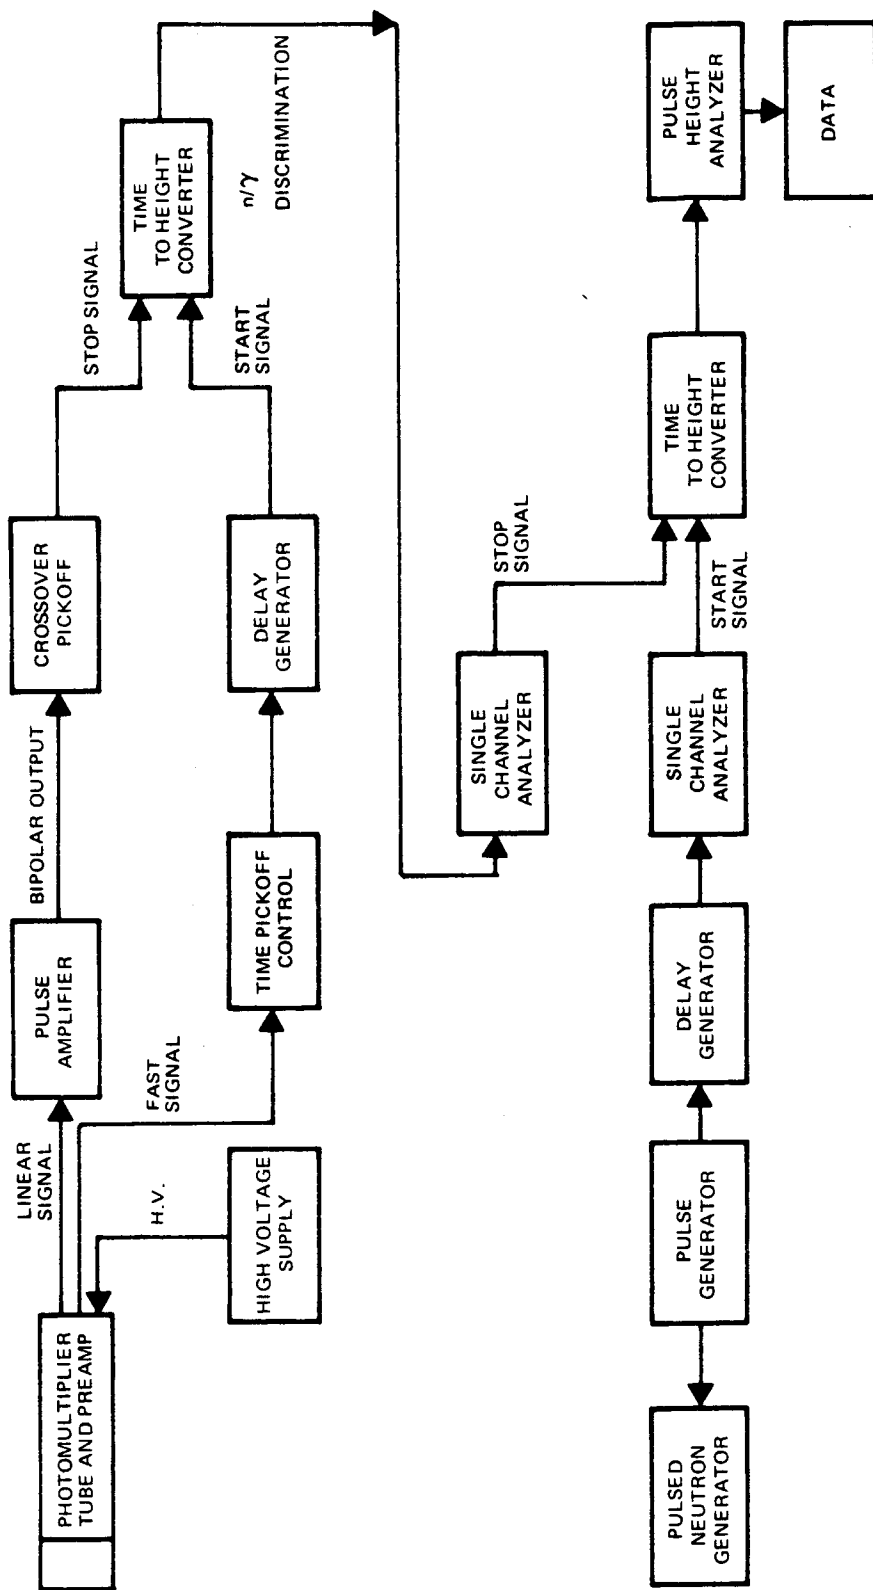 LINEAR
SIGNAL
PULSE
AMPLIFIER
BIPOLAR OUTPUT
CROSSOVER
PICKOFF
STOP SIGNAL
TIME
TO HEIGHT
CONVERTER
n/γ
DISCRIMINATION
PHOTOMULTIPLIER
TUBE AND PREAMP
H.V.
HIGH VOLTAGE
SUPPLY
FAST
SIGNAL
TIME PICKOFF
CONTROL
DELAY
GENERATOR
START
SIGNAL
SINGLE
CHANNEL
ANALYZER
STOP
SIGNAL
PULSED
NEUTRON
GENERATOR
PULSE
GENERATOR
DELAY
GENERATOR
SINGLE
CHANNEL
ANALYZER
START
SIGNAL
TIME
TO HEIGHT
CONVERTER
PULSE
HEIGHT
ANALYZER
DATA